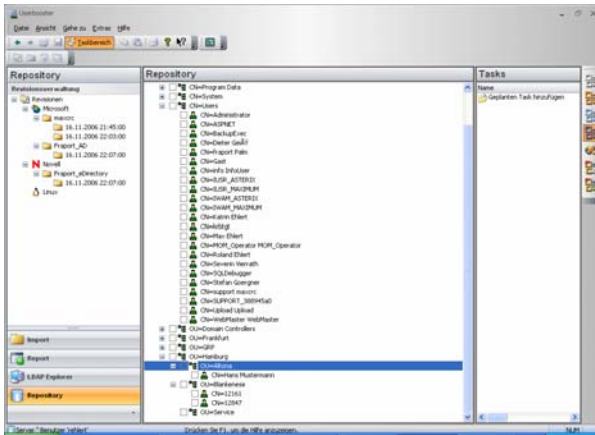 Userbooster
Datei Ansicht Gehe zu Extras Hilfe
Taskbereich
Repository
Revisionsverwaltung
Revisionen
Microsoft
maxcrc
16.11.2006 21:45:00
16.11.2006 22:03:00
Fraport_AD
16.11.2006 22:07:00
Novell
Fraport_eDirectory
16.11.2006 22:07:00
Linux
Import
Report
LDAP Explorer
Repository
Repository
CN=Program Data
CN=System
CN=Users
CN=Administrator
CN=ASPNET
CN=BackupExec
CN=Dieter
CN=Fraport Palm
CN=Gast
CN=info InfoUser
CN=IUSR_ASTERIX
CN=IUSR_MAXIMUM
CN=IWAM_ASTERIX
CN=IWAM_MAXIMUM
CN=Katrin Ehlert
CN=krbtgt
CN=Max Ehlert
CN=MOM_Operator MOM_Operator
CN=Roland Ehlert
CN=Severin Vierrath
CN=SQLDebugger
CN=Stefan Goergner
CN=support maxcrc
CN=SUPPORT_388945a0
CN=Upload Upload
CN=WebMaster WebMaster
OU=Domain Controllers
OU=Frankfurt
OU=GRP
OU=Hamburg
OU=Altona
CN=Hans Mustermann
OU=Blankenese
CN=12161
CN=12847
OU=Service
Tasks
Name
Geplanten Task hinzufügen
Server '' Benutzer 'rehlert'
Drücken Sie F1, um die Hilfe anzuzeigen.
NUM